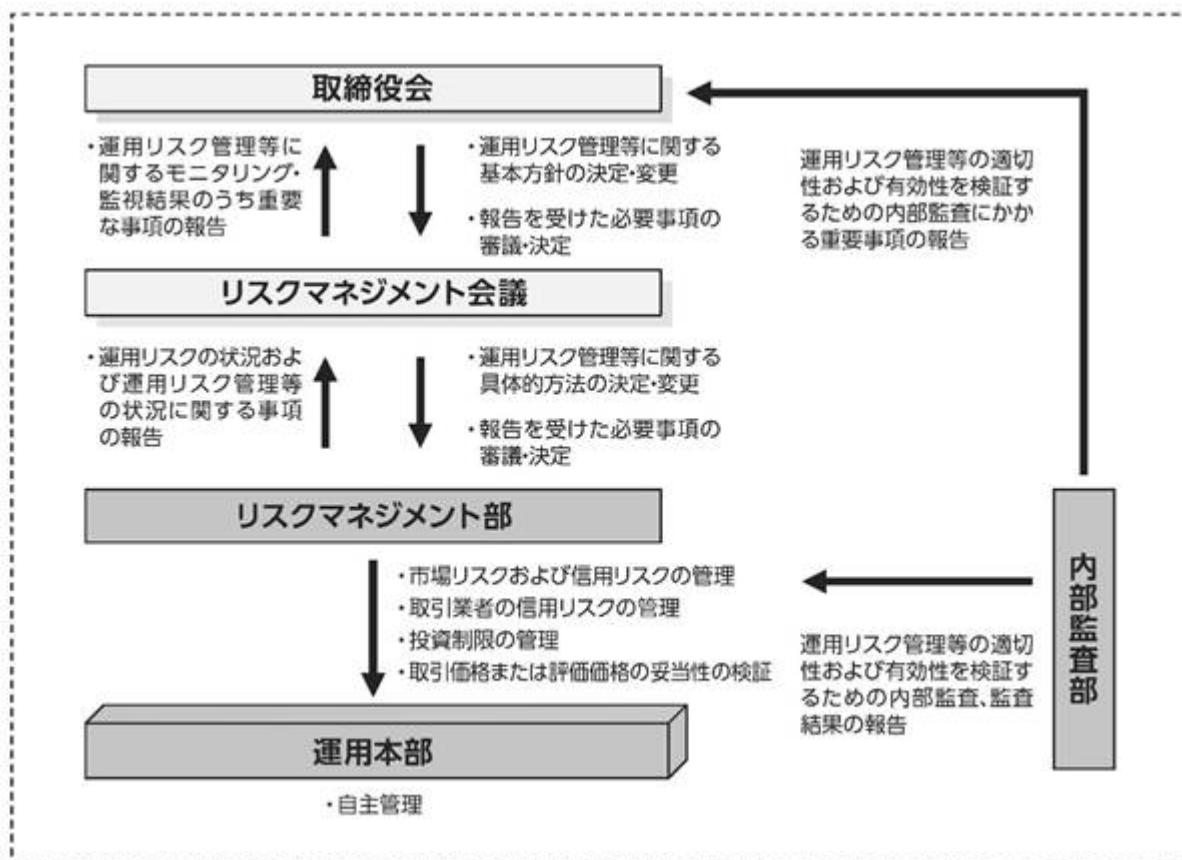 取締役会
・運用リスク管理等に
関するモニタリング・
監視結果のうち重要
な事項の報告
・運用リスク管理等に関する
基本方針の決定・変更
・報告を受けた必要事項の
審議・決定
運用リスク管理等の適切
性および有効性を検証す
るための内部監査にかか
る重要事項の報告
リスクマネジメント会議
・運用リスクの状況およ
び運用リスク管理等
の状況に関する事項
の報告
・運用リスク管理等に関する
具体的方法の決定・変更
・報告を受けた必要事項の
審議・決定
リスクマネジメント部
・市場リスクおよび信用リスクの管理
・取引業者の信用リスクの管理
・投資制限の管理
・取引価格または評価価格の妥当性の検証
運用リスク管理等の適切
性および有効性を検証す
るための内部監査、監査
結果の報告
内部監査部
運用本部
・自主管理